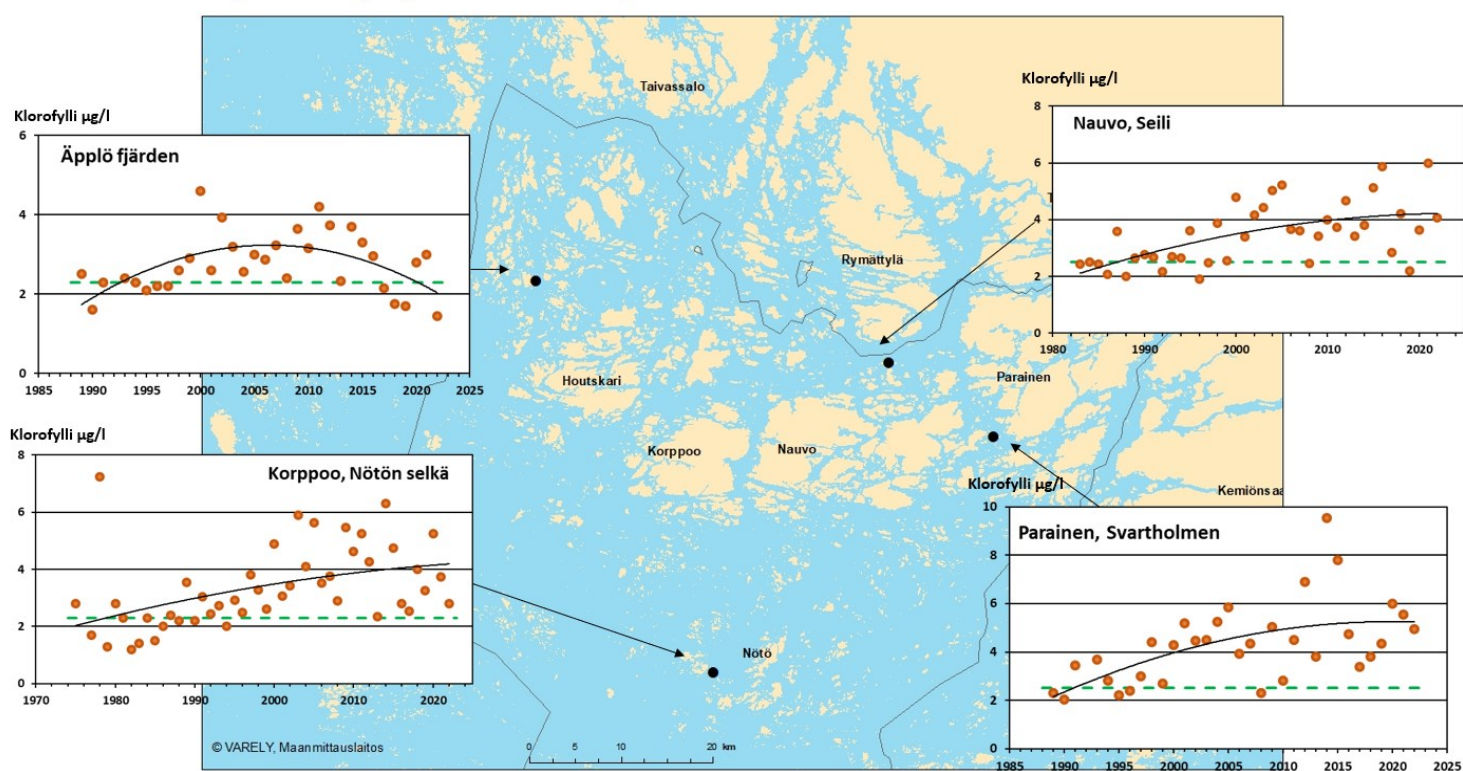 Klorofylli µg/l
Äpplö fjärden
6
4
2
0
1985 1990 1995 2000 2005 2010 2015 2020 2025
Klorofylli µg/l
Nauvo, Seili
8
6
4
2
0
1980 1990 2000 2010 2020
Taivassalo
Rymättylä
Houtskari
Korppoo
Nauvo
Parainen
Kemiönsaa
Nötö
Klorofylli µg/l
Korppoo, Nötön selkä
8
6
4
2
0
1970 1980 1990 2000 2010 2020
Klorofylli µg/l
Parainen, Svartholmen
10
8
6
4
2
0
1985 1990 1995 2000 2005 2010 2015 2020 2025
© VARELY, Maanmittauslaitos
0 5 10 20 km